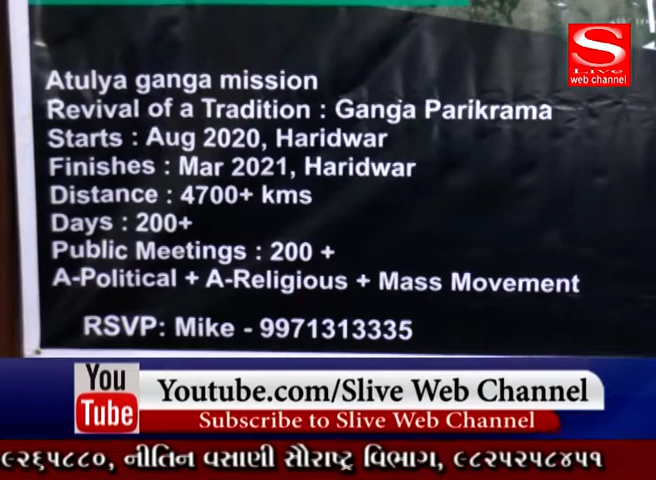 S
Live
web channel
Atulya ganga mission
Revival of a Tradition : Ganga Parikrama
Starts : Aug 2020, Haridwar
Finishes : Mar 2021, Haridwar
Distance : 4700+ kms
Days : 200+
Public Meetings : 200 +
A-Political + A-Religious + Mass Movement
RSVP: Mike - 9971313335
You
Tube
Youtube.com/Slive Web Channel
Subscribe to Slive Web Channel
૯૨૬૫૮૮૦, નીતિન વસાણી સૌરાષ્ટ્ર વિભાગ, ૯૮૨૫૨૫૮૪૫૧